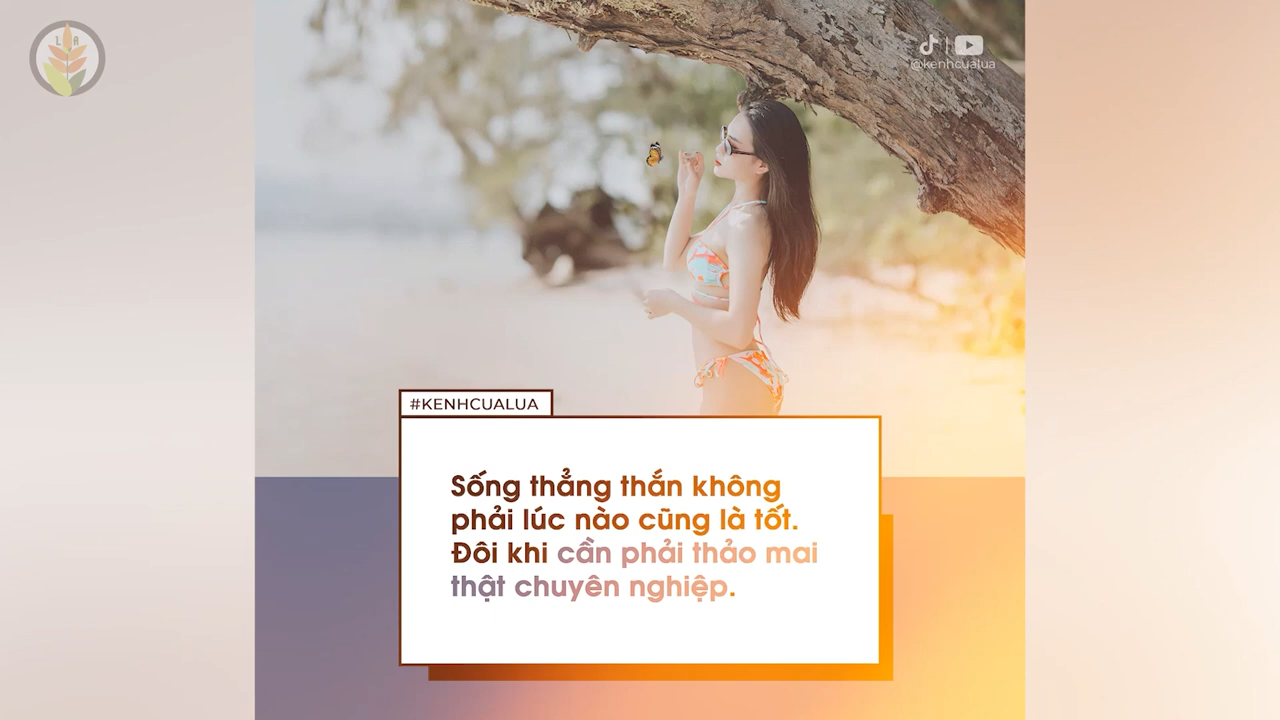 L A
@kenhcualua
#KENHCUALUA
Sống thẳng thắn không
phải lúc nào cũng là tốt.
Đôi khi cần phải thảo mai
thật chuyên nghiệp.